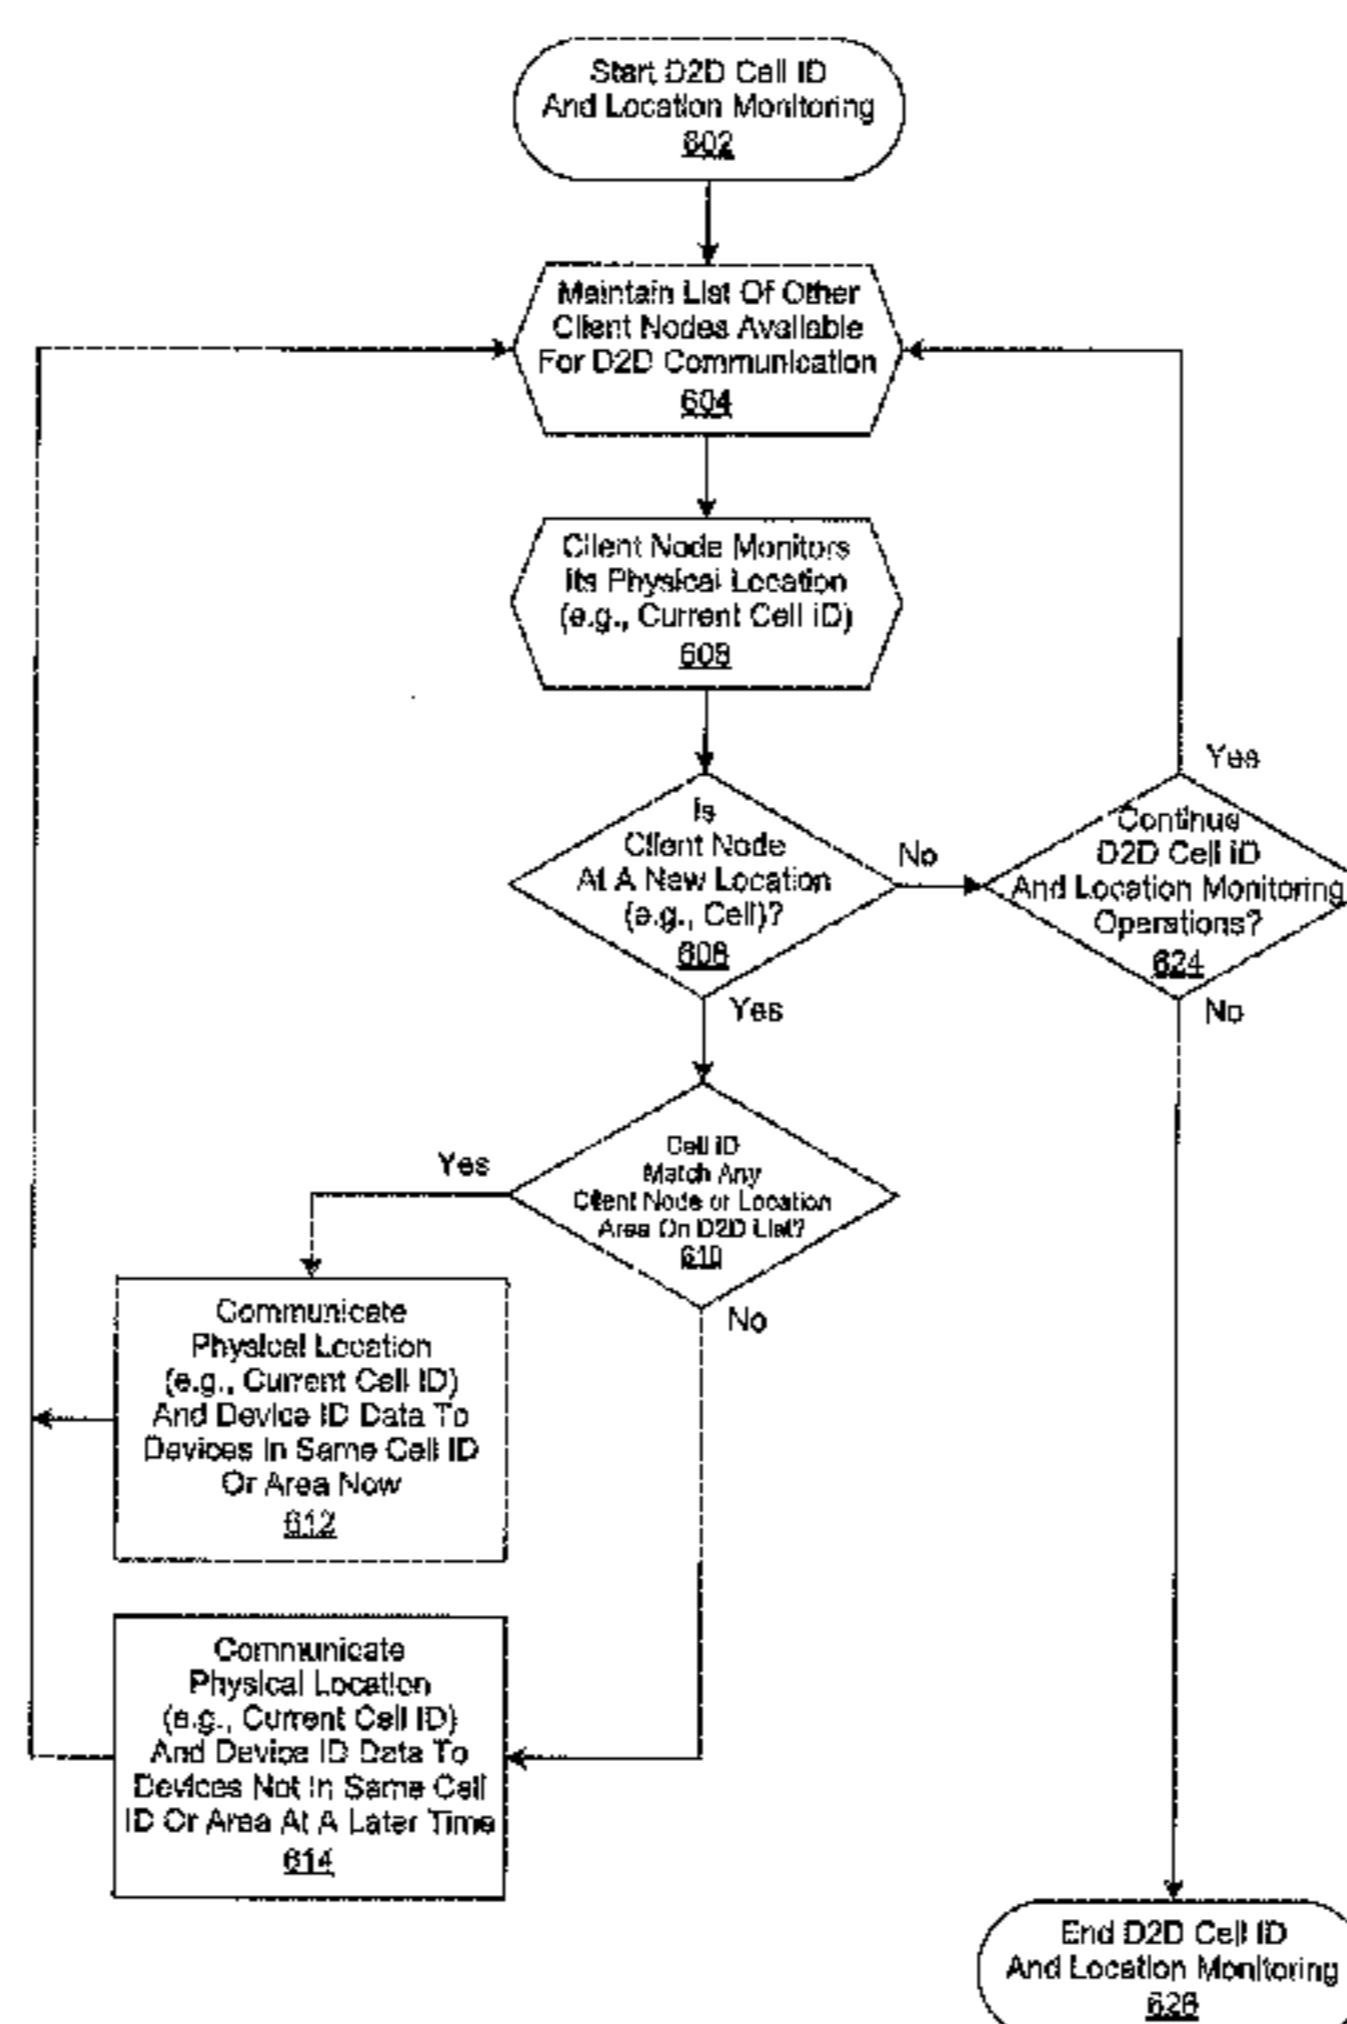 Start D2D Cell ID
And Location Monitoring
602
Maintain List Of Other
Client Nodes Available
For D2D Communication
604
Client Node Monitors
Its Physical Location
(e.g., Current Cell ID)
Is
Client Node
At A New Location
(e.g., Cell)?
No
Yes
Continue
D2D Cell ID
And Location Monitoring
Operations?
624
Yes
No
Cell ID
Match Any
Client Node or Location
Area On D2D List?
610
Yes
No
Communicate
Physical Location
(e.g., Current Cell ID)
And Device ID Data To
Devices In Same Cell ID
Or Area Now
612
Communicate
Physical Location
(e.g., Current Cell ID)
And Device ID Data To
Devices Not In Same Cell
ID Or Area At A Later Time
614
End D2D Cell ID
And Location Monitoring